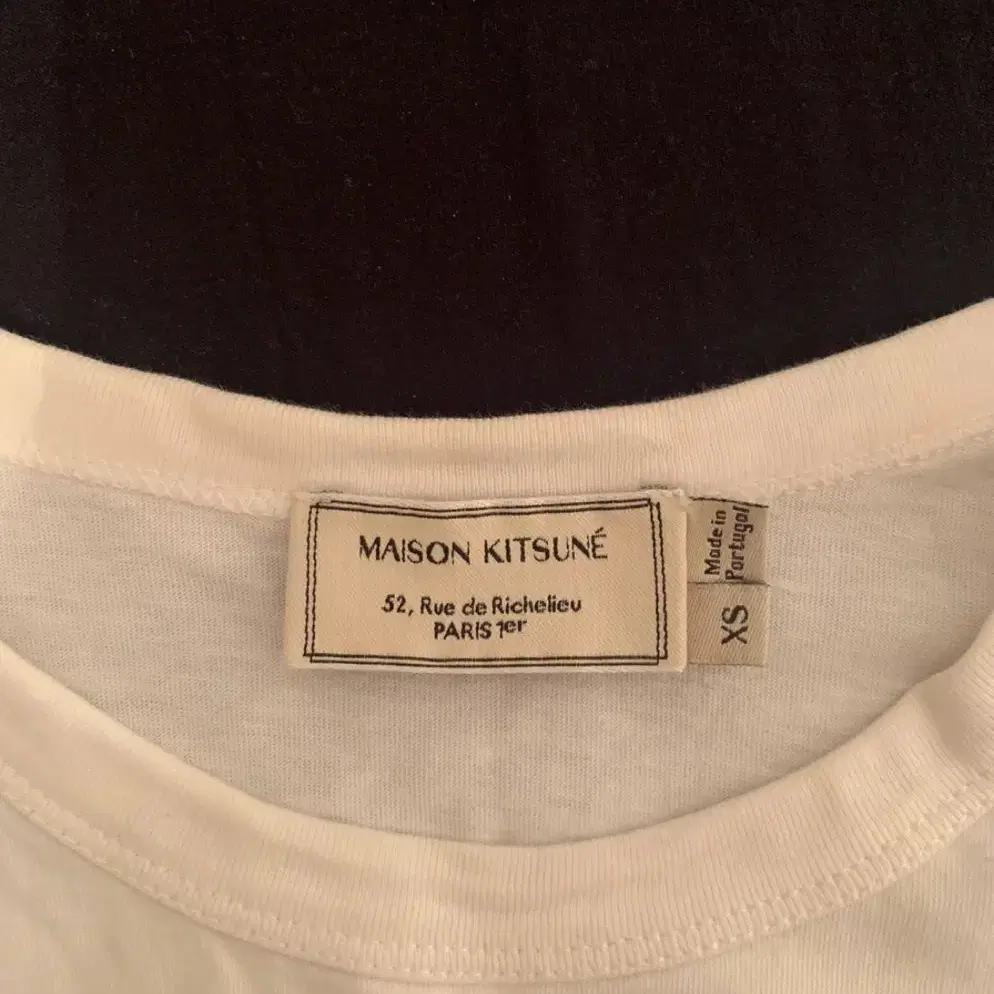 MAISON KITSUNÉ
52, Rue de Richelieu
PARIS 1er
Made in
Portugal
XS